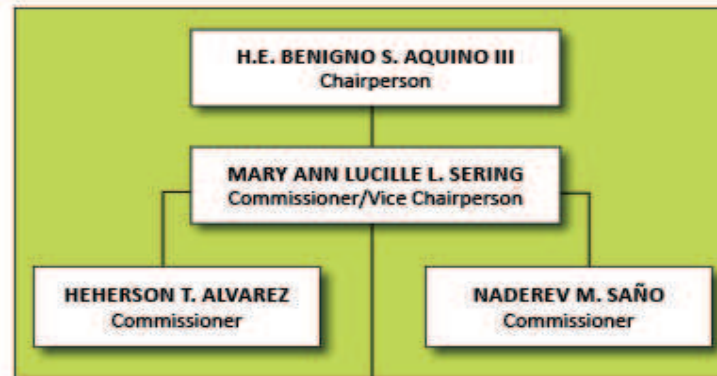 H.E. BENIGNO S. AQUINO III
Chairperson
MARY ANN LUCILLE L. SERING
Commissioner/Vice Chairperson
HEHERSON T. ALVAREZ
Commissioner
NADEREV M. SAÑO
Commissioner